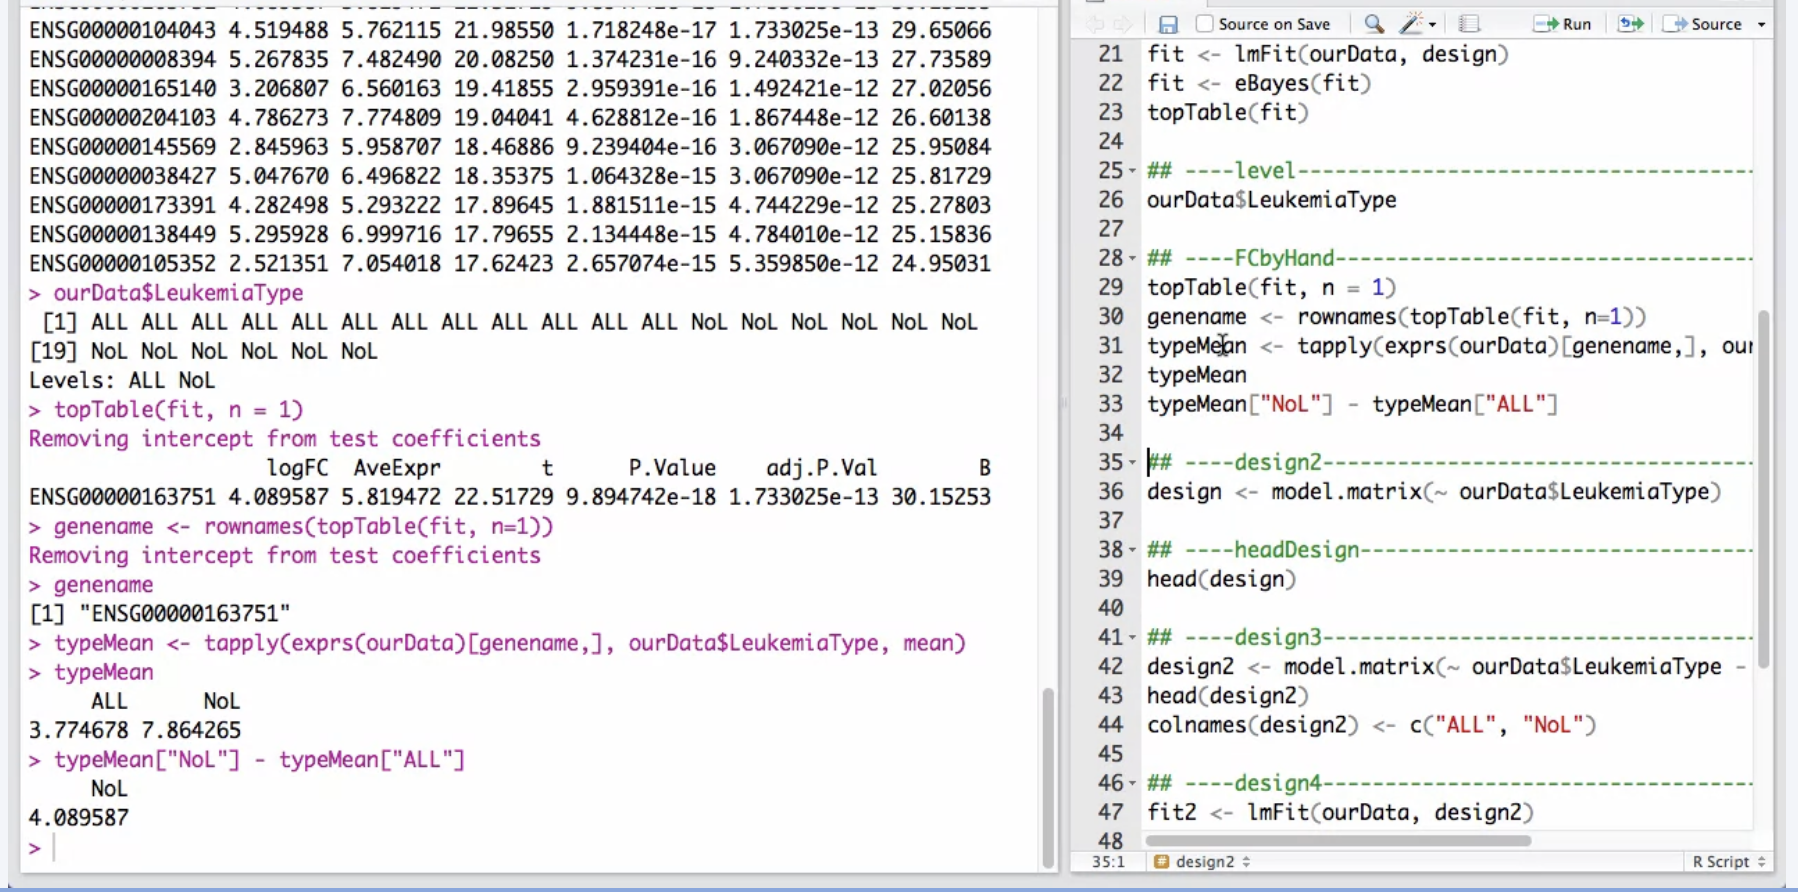 ENSG00000104043 4.519488 5.762115 21.98550 1.718248e-17 1.733025e-13 29.65066
ENSG00000008394 5.267835 7.482490 20.08250 1.374231e-16 9.240332e-13 27.73589
ENSG00000165140 3.206807 6.560163 19.41855 2.959391e-16 1.492421e-12 27.02056
ENSG00000204103 4.786273 7.774809 19.04041 4.628812e-16 1.867448e-12 26.60138
ENSG00000145569 2.845963 5.958707 18.46886 9.239404e-16 3.067090e-12 25.95084
ENSG00000038427 5.047670 6.496822 18.35375 1.064328e-15 3.067090e-12 25.81729
ENSG00000173391 4.282498 5.293222 17.89645 1.881511e-15 4.744229e-12 25.27803
ENSG00000138449 5.295928 6.999716 17.79655 2.134448e-15 4.784010e-12 25.15836
ENSG00000105352 2.521351 7.054018 17.62423 2.657074e-15 5.359850e-12 24.95031
> ourData$LeukemiaType
[1] ALL ALL ALL ALL ALL ALL ALL ALL ALL ALL ALL ALL NoL NoL NoL NoL NoL NoL
[19] NoL NoL NoL NoL NoL NoL
Levels: ALL NoL
> topTable(fit, n = 1)
Removing intercept from test coefficients
logFC AveExpr t P.Value adj.P.Val B
ENSG00000163751 4.089587 5.819472 22.51729 9.894742e-18 1.733025e-13 30.15253
> genename <- rownames(topTable(fit, n=1))
Removing intercept from test coefficients
> genename
[1] "ENSG00000163751"
> typeMean <- tapply(exprs(ourData)[genename,], ourData$LeukemiaType, mean)
> typeMean
ALL NoL
3.774678 7.864265
> typeMean["NoL"] - typeMean["ALL"]
NoL
4.089587
>
Source on Save Run Source
21 fit <- lmFit(ourData, design)
22 fit <- eBayes(fit)
23 topTable(fit)
24
25 ## ----level----------------------------------
26 ourData$LeukemiaType
27
28 ## ----FCbyHand----------------------------------
29 topTable(fit, n = 1)
30 genename <- rownames(topTable(fit, n=1))
31 typeMean <- tapply(exprs(ourData)[genename,], our
32 typeMean
33 typeMean["NoL"] - typeMean["ALL"]
34
35 ## ----design2----------------------------------
36 design <- model.matrix(~ ourData$LeukemiaType)
37
38 ## ----headDesign--------------------------------
39 head(design)
40
41 ## ----design3----------------------------------
42 design2 <- model.matrix(~ ourData$LeukemiaType -
43 head(design2)
44 colnames(design2) <- c("ALL", "NoL")
45
46 ## ----design4----------------------------------
47 fit2 <- lmFit(ourData, design2)
48
35:1 # design2 R Script